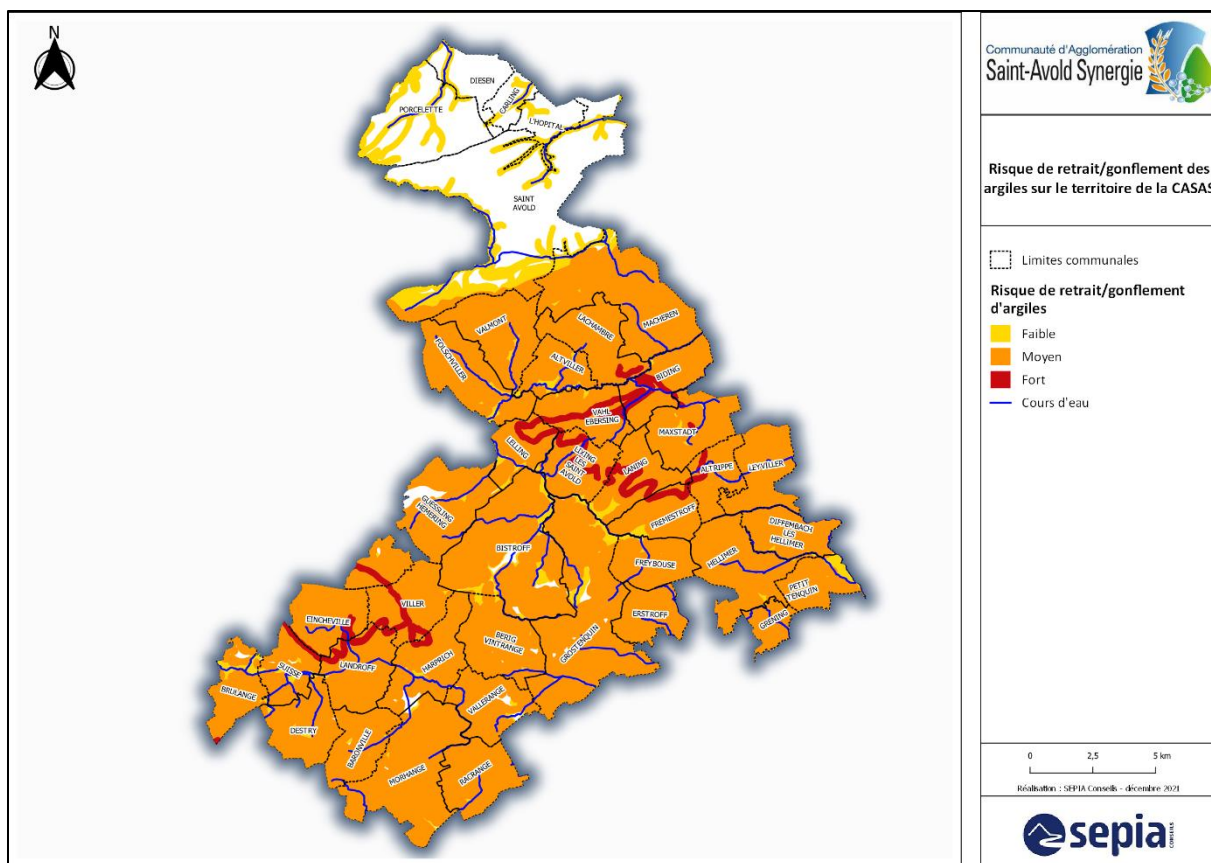 N
DIESEN
CARLING
PORCELETTE
L'HOPITAL
SAINT
AVOLD
VALMONT
LACHAMBRE
MACHEREN
FOLSCHVILLER
ALTVILLER
BIDING
VAHL
EBERSING
MAXSTADT
LELLING
LIXING
LES
SAINT
AVOLD
LANING
ALTRIPPE
LEYVILLER
GUESSLING
HEMERING
FREMESTROFF
DIFFEMBACH
LES
HELLIMER
BISTROFF
FREYBOUSE
HELLIMER
PETIT
TENQUIN
VILLER
ERSTROFF
GRENING
EINCHEVILLE
BERIG
VINTRANGE
GROSTENQUIN
SUISSE
LANDROFF
HARPRICH
BRULANGE
VALLERANGE
DESTRY
BARONVILLE
MORHANGE
RACRANGE
Communauté d'Agglomération
Saint-Avold Synergie
Risque de retrait/gonflement des
argiles sur le territoire de la CASAS
Limites communales
Risque de retrait/gonflement
d'argiles
Faible
Moyen
Fort
Cours d'eau
0 2,5 5 km
Réalisation : SEPIA Conseils - décembre 2021
sepia
CONSEILS